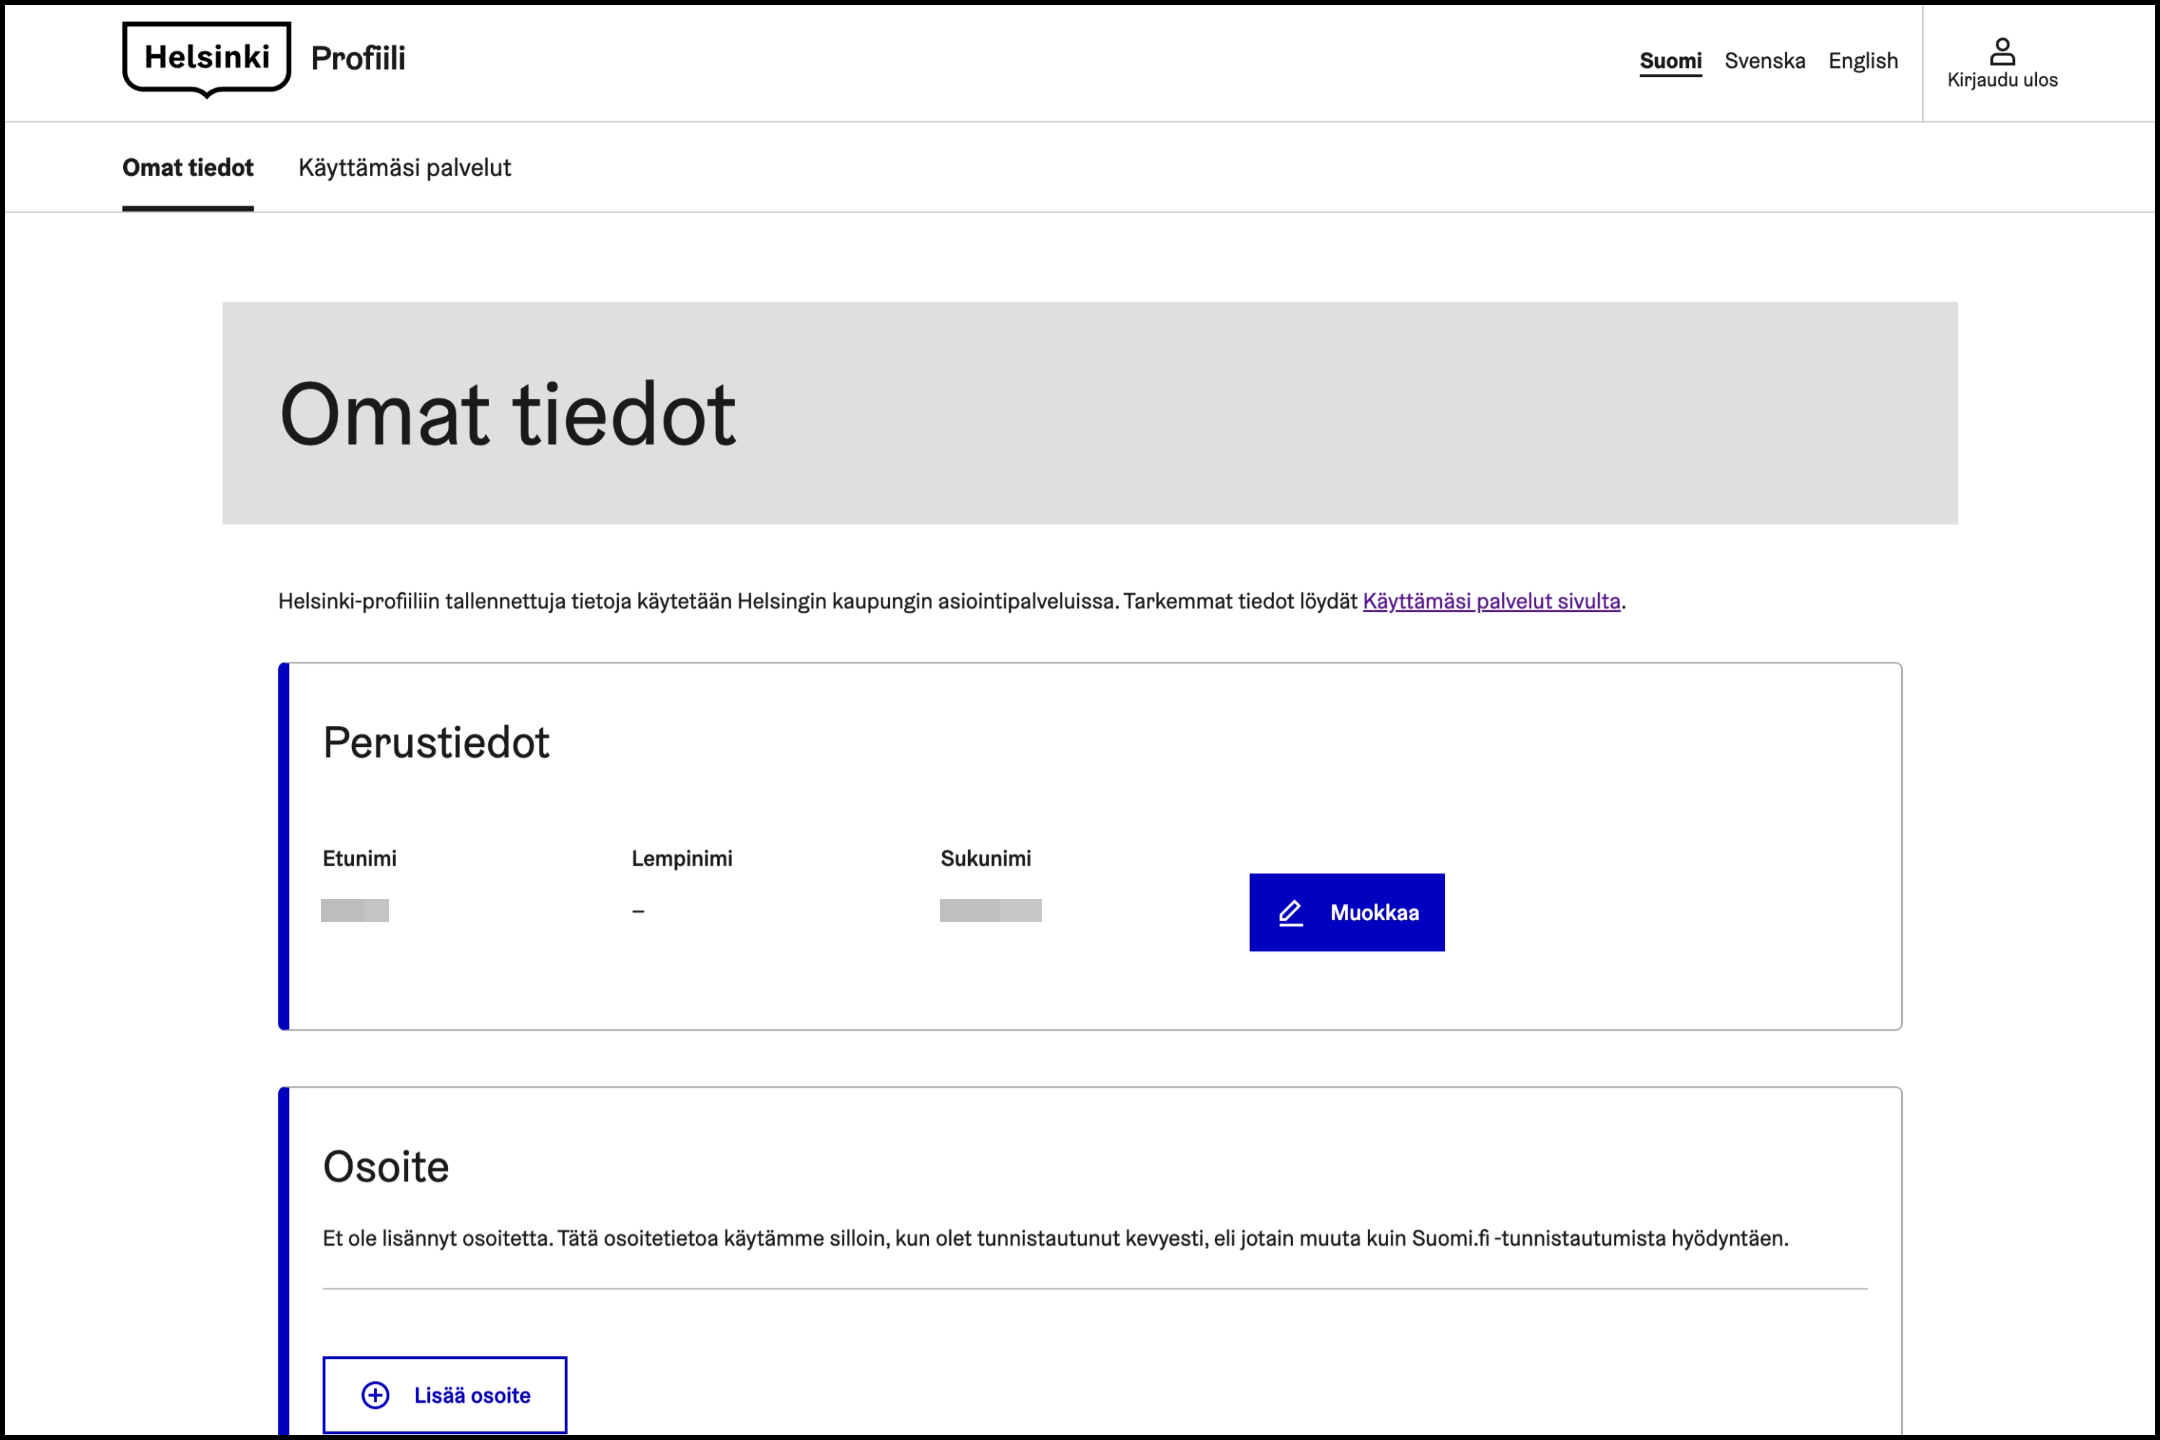 Helsinki Profiili
Suomi Svenska English
Kirjaudu ulos
Omat tiedot Käyttämäsi palvelut
Omat tiedot
Helsinki-profiiliin tallennettuja tietoja käytetään Helsingin kaupungin asiointipalveluissa. Tarkemmat tiedot löydät Käyttämäsi palvelut sivulta.
Perustiedot
Etunimi Lempinimi Sukunimi
–
Muokkaa
Osoite
Et ole lisännyt osoitetta. Tätä osoitetietoa käytämme silloin, kun olet tunnistautunut kevyesti, eli jotain muuta kuin Suomi.fi -tunnistautumista hyödyntäen.
Lisää osoite